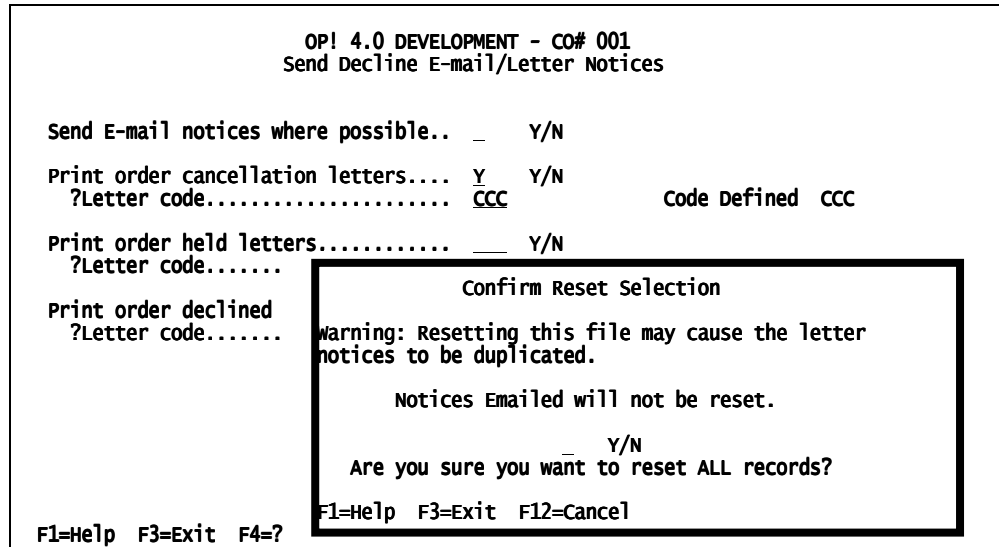 OP! 4.0 DEVELOPMENT - CO# 001
Send Decline E-mail/Letter Notices
Send E-mail notices where possible.. _ Y/N
Print order cancellation letters.... Y Y/N
?Letter code...................... CCC Code Defined CCC
Print order held letters............ ___ Y/N
?Letter code.......
Print order declined
?Letter code.......
Confirm Reset Selection
Warning: Resetting this file may cause the letter
notices to be duplicated.
Notices Emailed will not be reset.
_ Y/N
Are you sure you want to reset ALL records?
F1=Help F3=Exit F12=Cancel
F1=Help F3=Exit F4=?